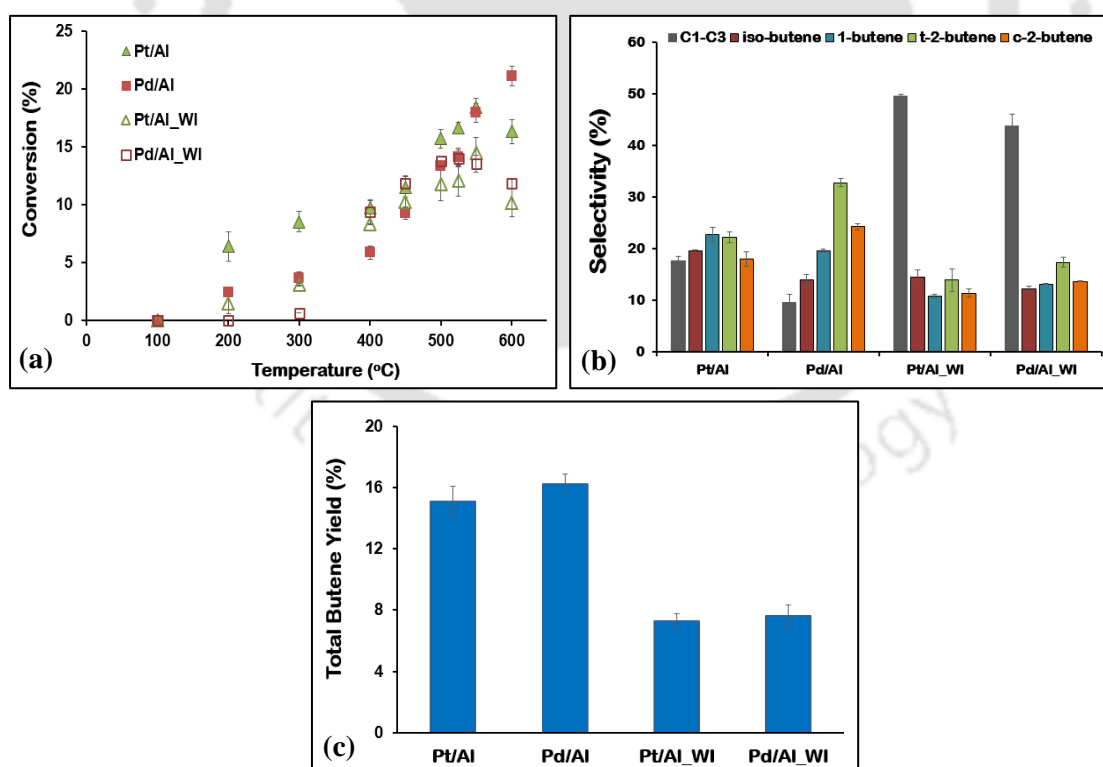 25
20
15
10
5
0
Conversion (%)
Pt/Al
Pd/Al
Pt/Al_WI
Pd/Al_WI
0 100 200 300 400 500 600
Temperature (°C)
(a)
C1-C3 iso-butene 1-butene t-2-butene c-2-butene
60
50
40
30
20
10
0
Selectivity (%)
Pt/Al Pd/Al Pt/Al_WI Pd/Al_WI
(b)
20
16
12
8
4
0
Total Butene Yield (%)
Pt/Al Pd/Al Pt/Al_WI Pd/Al_WI
(c)